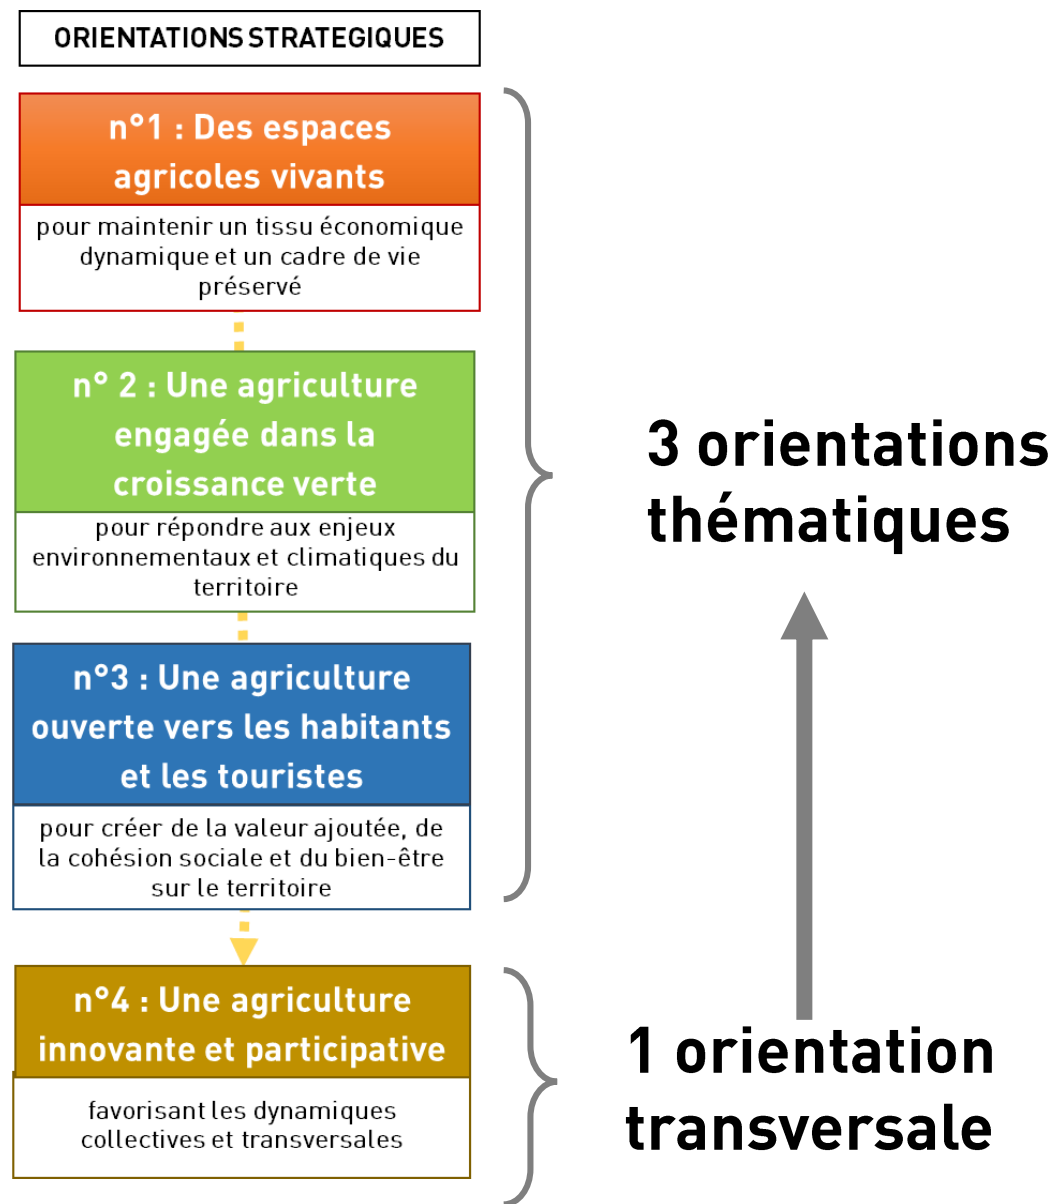 ORIENTATIONS STRATEGIQUES
n°1 : Des espaces
agricoles vivants
pour maintenir un tissu économique
dynamique et un cadre de vie
préservé
n° 2 : Une agriculture
engagée dans la
croissance verte
pour répondre aux enjeux
environnementaux et climatiques du
territoire
n°3 : Une agriculture
ouverte vers les habitants
et les touristes
pour créer de la valeur ajoutée, de
la cohésion sociale et du bien-être
sur le territoire
n°4 : Une agriculture
innovante et participative
favorisant les dynamiques
collectives et transversales
3 orientations
thématiques
1 orientation
transversale